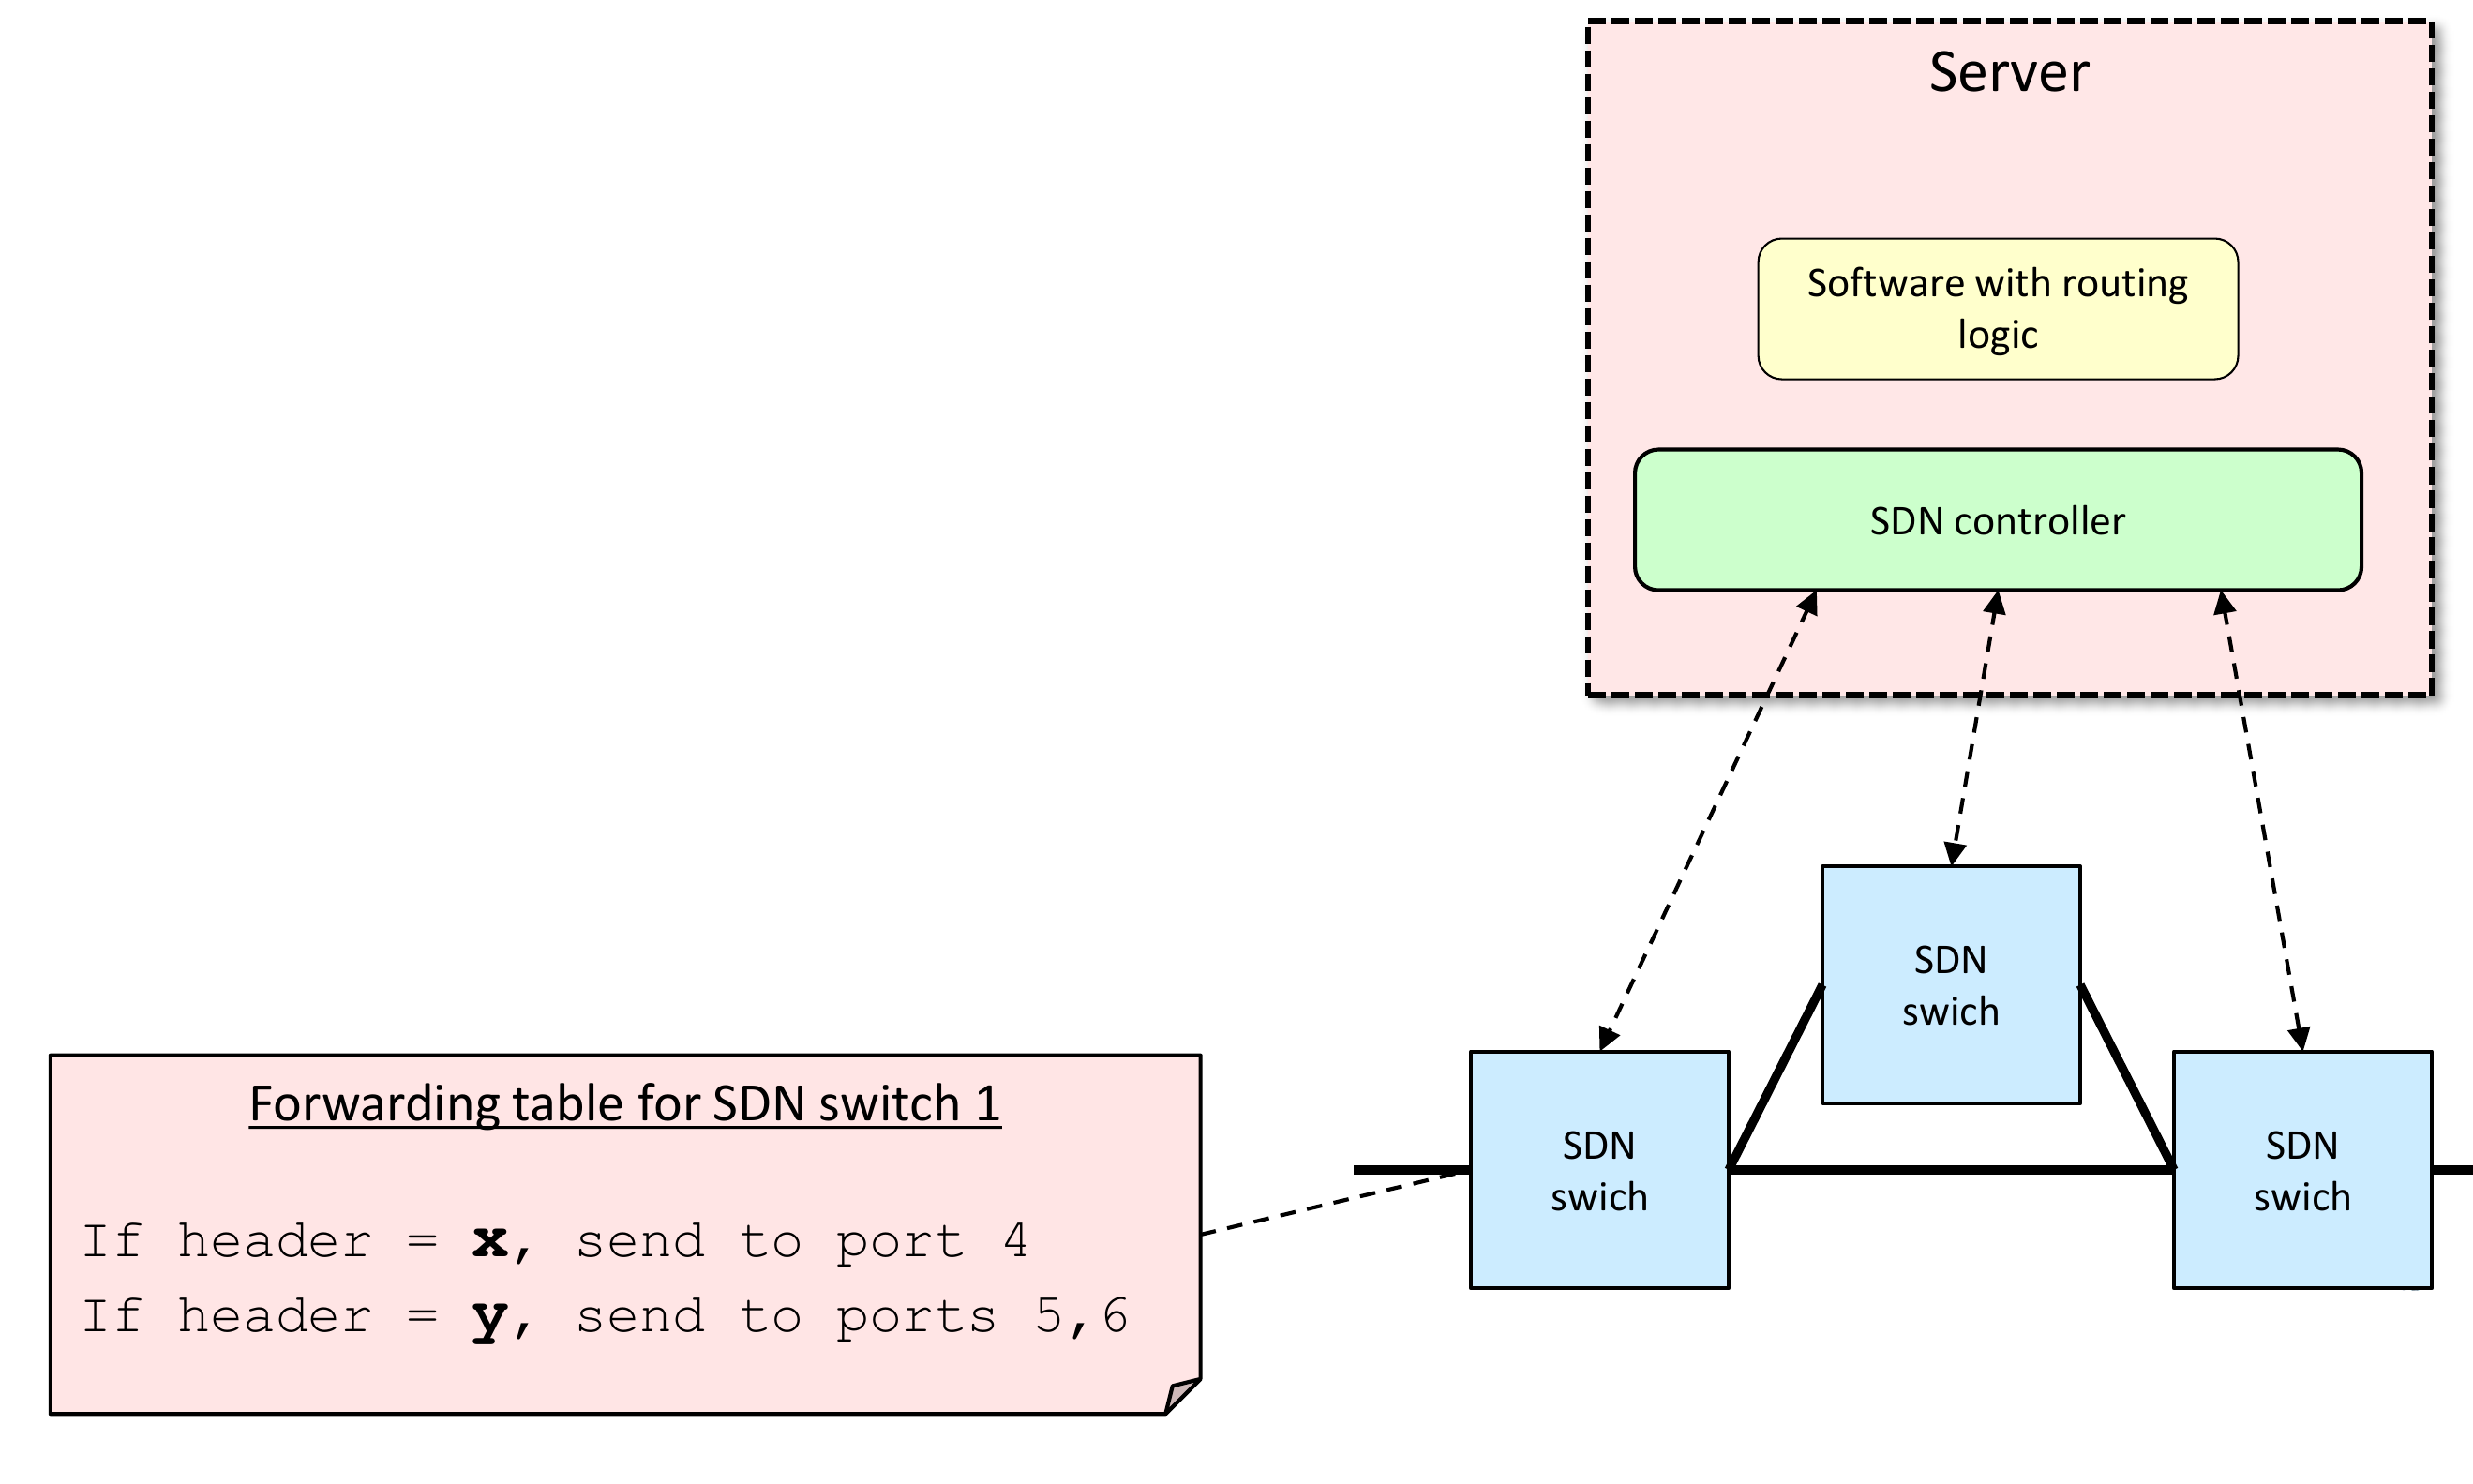 Server
Software with routing
logic
SDN controller
SDN
swich
SDN
swich
SDN
swich
Forwarding table for SDN switch 1
If header = x, send to port 4
If header = y, send to ports 5,6